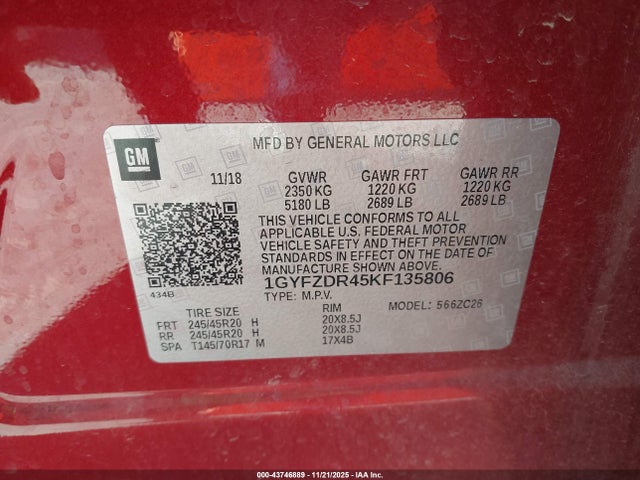 GM
MFD BY GENERAL MOTORS LLC
11/18 GVWR GAWR FRT GAWR RR
2350 KG 1220 KG 1220 KG
5180 LB 2689 LB 2689 LB
THIS VEHICLE CONFORMS TO ALL
APPLICABLE U.S. FEDERAL MOTOR
VEHICLE SAFETY AND THEFT PREVENTION
STANDARDS IN EFFECT ON THE DATE OF
MANUFACTURE SHOWN ABOVE.
1GYFZDR45KF135806
434B TYPE: M.P.V. MODEL: 566ZC26
TIRE SIZE RIM
FRT 245/45R20 H 20X8.5J
RR 245/45R20 H 20X8.5J
SPA T145/70R17 M 17X4B
000-43746889 - 11/21/2025 - IAA Inc.